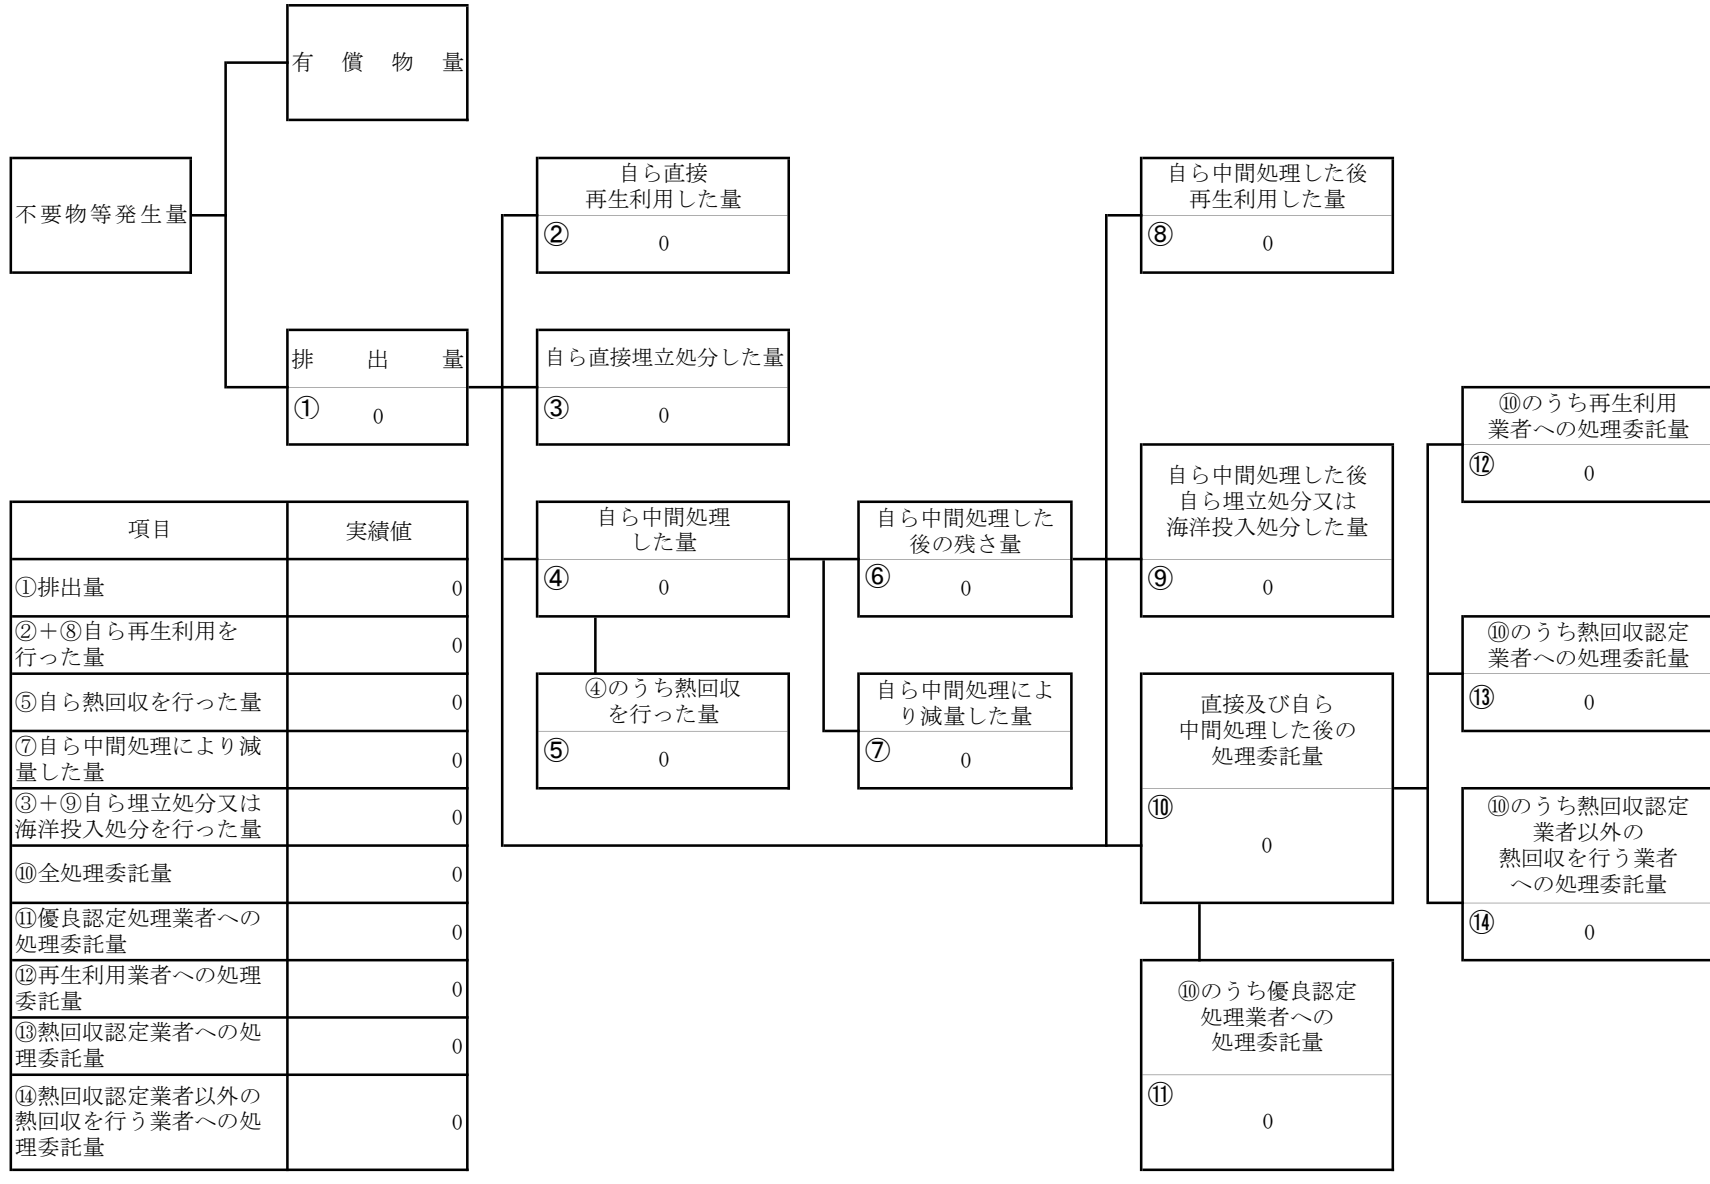 有償物量
不要物等発生量
自ら直接
再生利用した量
②
0
自ら中間処理した後
再生利用した量
⑧
0
排出量
①
0
自ら直接埋立処分した量
③
0
⑩のうち再生利用
業者への処理委託量
⑫
0
自ら中間処理
した量
④
0
自ら中間処理した
後の残さ量
⑥
0
自ら中間処理した後
自ら埋立処分又は
海洋投入処分した量
⑨
0
⑩のうち熱回収認定
業者への処理委託量
⑬
0
④のうち熱回収
を行った量
⑤
0
自ら中間処理によ
り減量した量
⑦
0
直接及び自ら
中間処理した後の
処理委託量
⑩
0
⑩のうち熱回収認定
業者以外の
熱回収を行う業者
への処理委託量
⑭
0
⑩のうち優良認定
処理業者への
処理委託量
⑪
0
項目 実績値
①排出量 0
②＋⑧自ら再生利用を
行った量 0
⑤自ら熱回収を行った量 0
⑦自ら中間処理により減
量した量 0
③＋⑨自ら埋立処分又は
海洋投入処分を行った量 0
⑩全処理委託量 0
⑪優良認定処理業者への
処理委託量 0
⑫再生利用業者への処理
委託量 0
⑬熱回収認定業者への処
理委託量 0
⑭熱回収認定業者以外の
熱回収を行う業者への処
理委託量 0